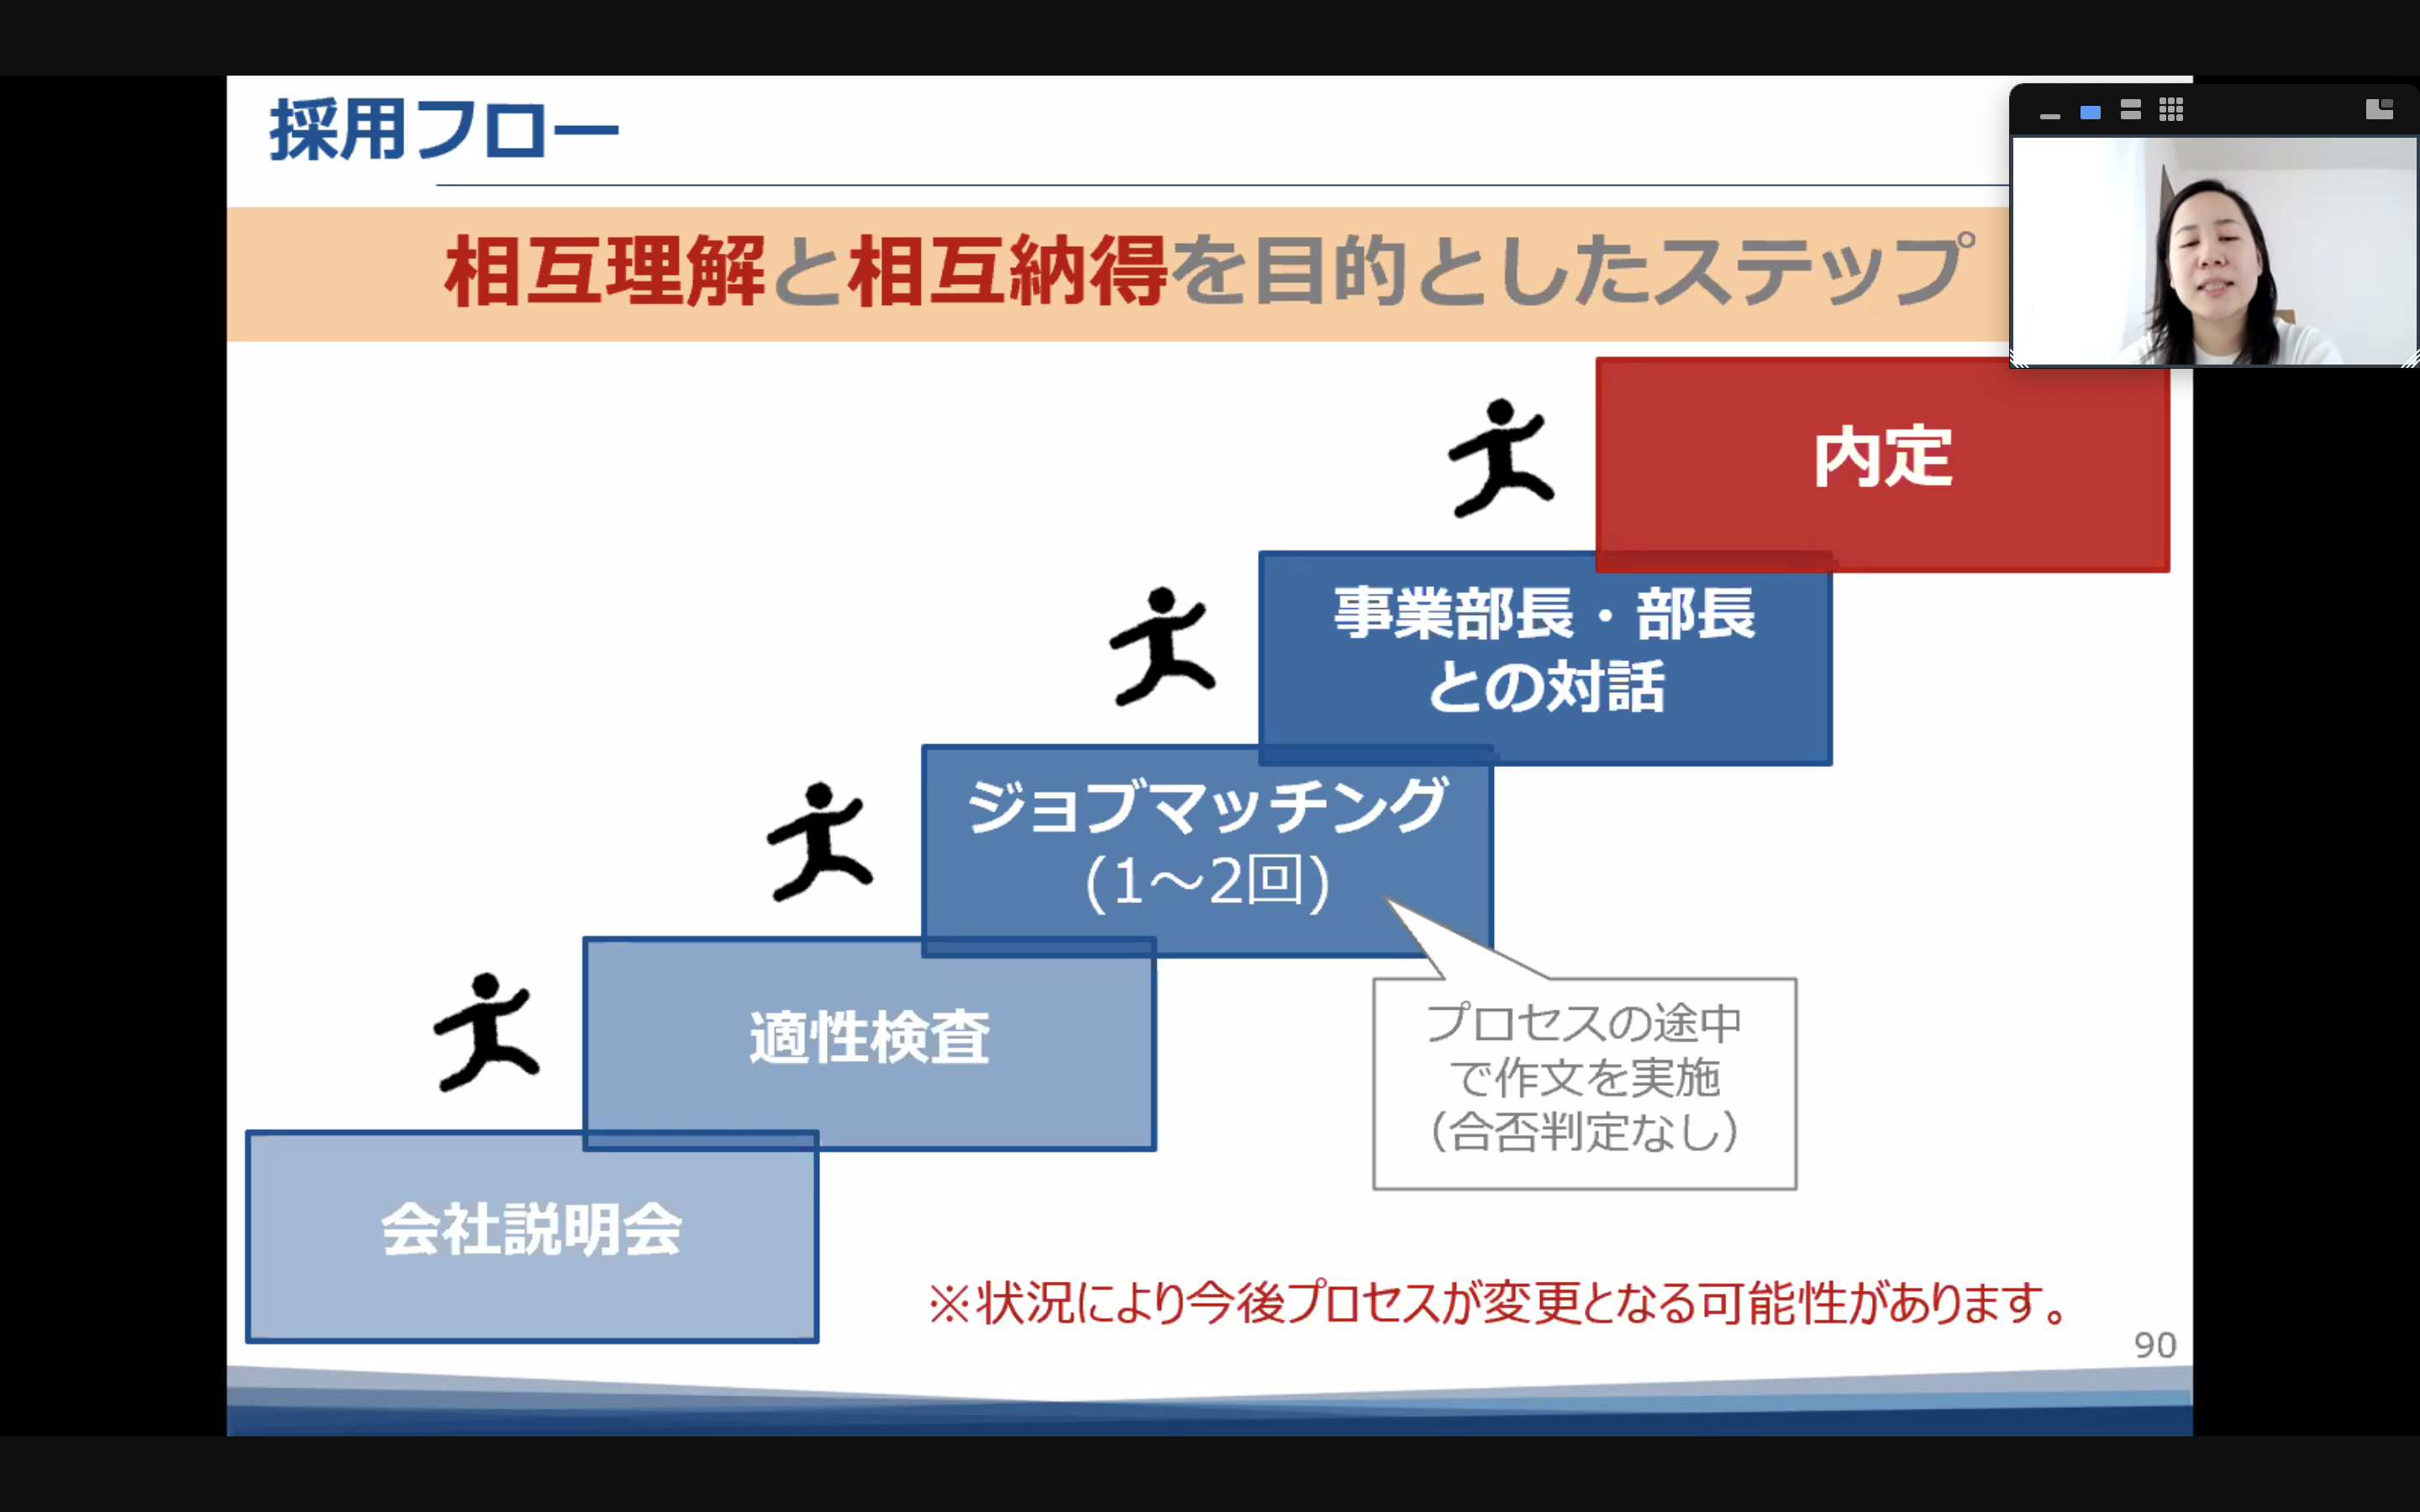 採用フロー
相互理解と相互納得を目的としたステップ
内定
事業部長・部長
との対話
ジョブマッチング
(1～2回)
プロセスの途中
で作文を実施
（合否判定なし）
適性検査
会社説明会
※状況により今後プロセスが変更となる可能性があります。
90